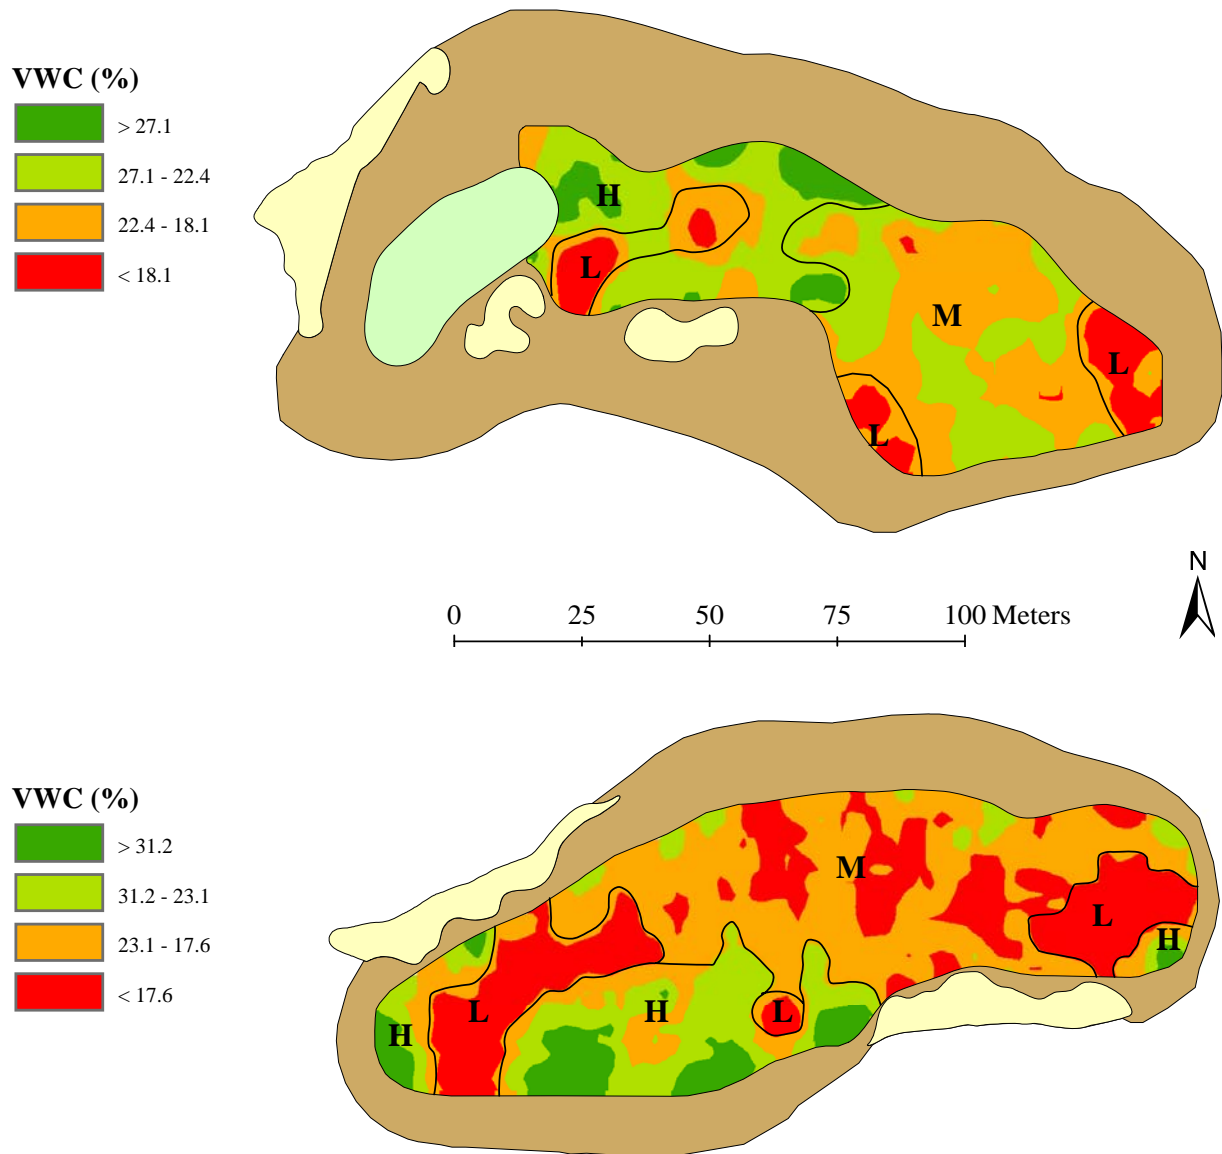 VWC (%)
> 27.1
27.1 - 22.4
22.4 - 18.1
< 18.1
H
L
M
L
L
N
0 25 50 75 100 Meters
VWC (%)
> 31.2
31.2 - 23.1
23.1 - 17.6
< 17.6
M
L
H
L
H
L
H